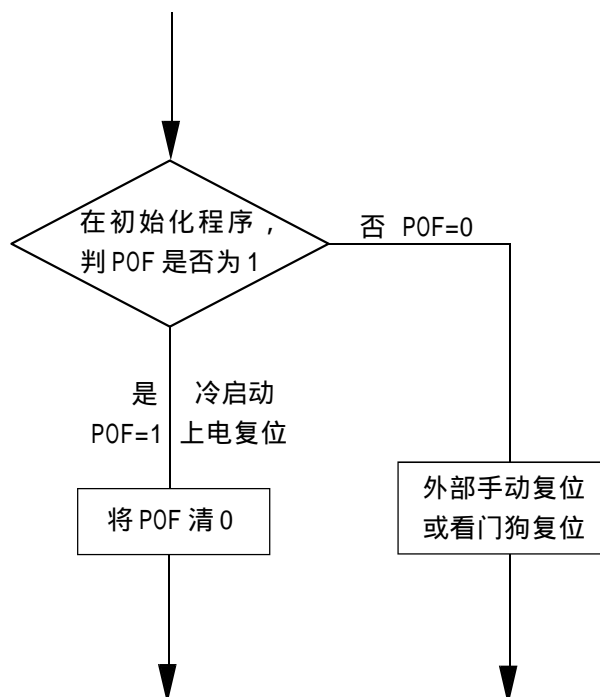 在初始化程序，
判POF是否为1
否 POF=0
是 冷启动
POF=1 上电复位
将POF清0
外部手动复位
或看门狗复位